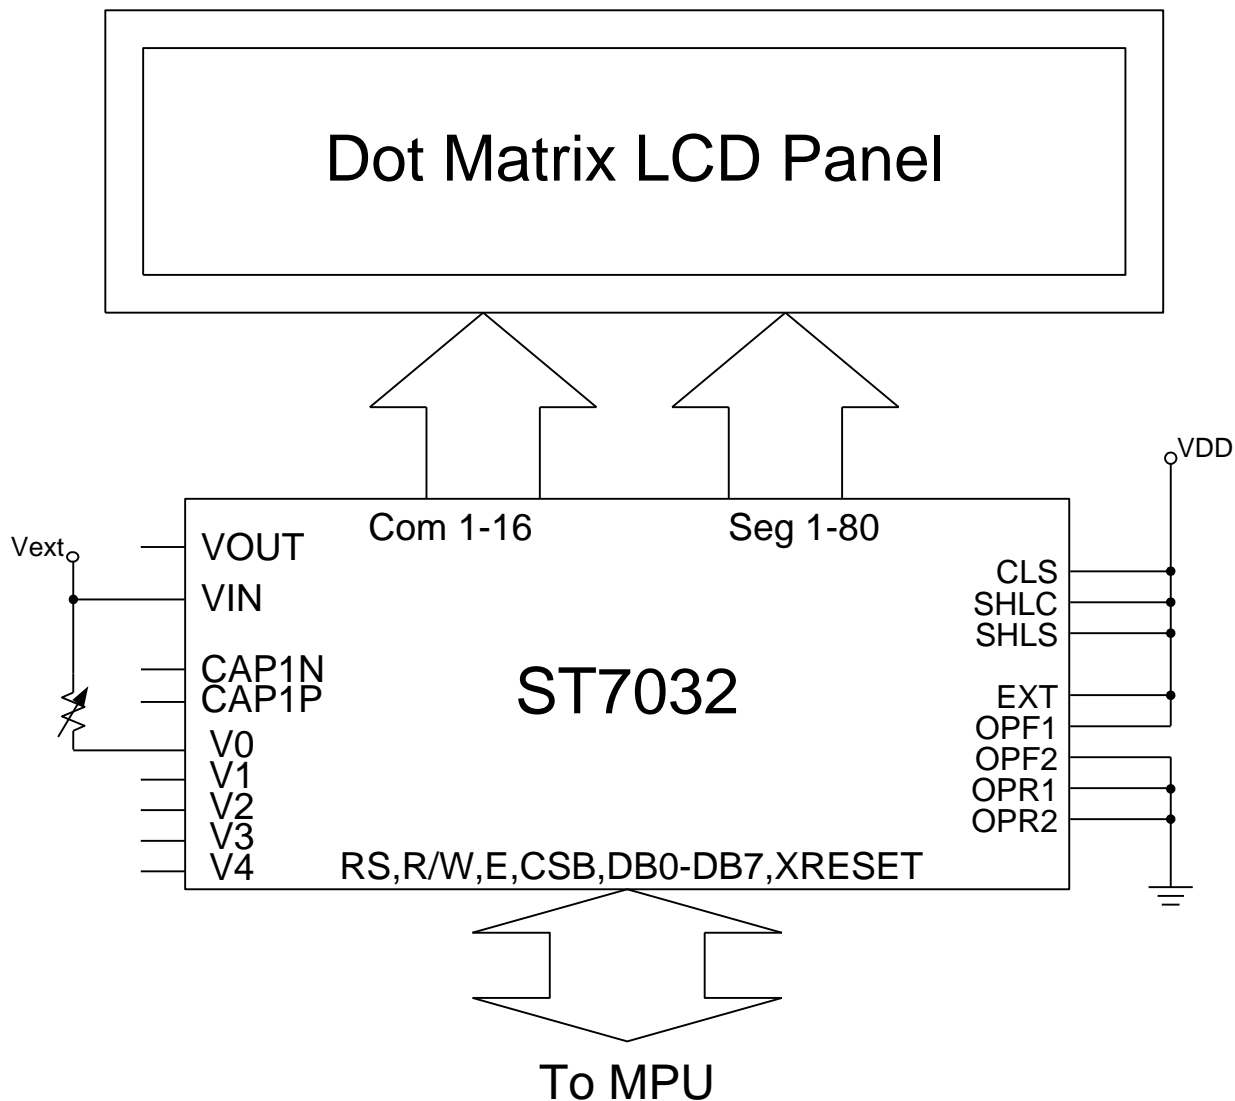 Dot Matrix LCD Panel
VDD
Com 1-16
Seg 1-80
Vext
VOUT
VIN
CAP1N
CAP1P
V0
V1
V2
V3
V4
ST7032
CLS
SHLC
SHLS
EXT
OPF1
OPF2
OPR1
OPR2
RS,R/W,E,CSB,DB0-DB7,XRESET
To MPU